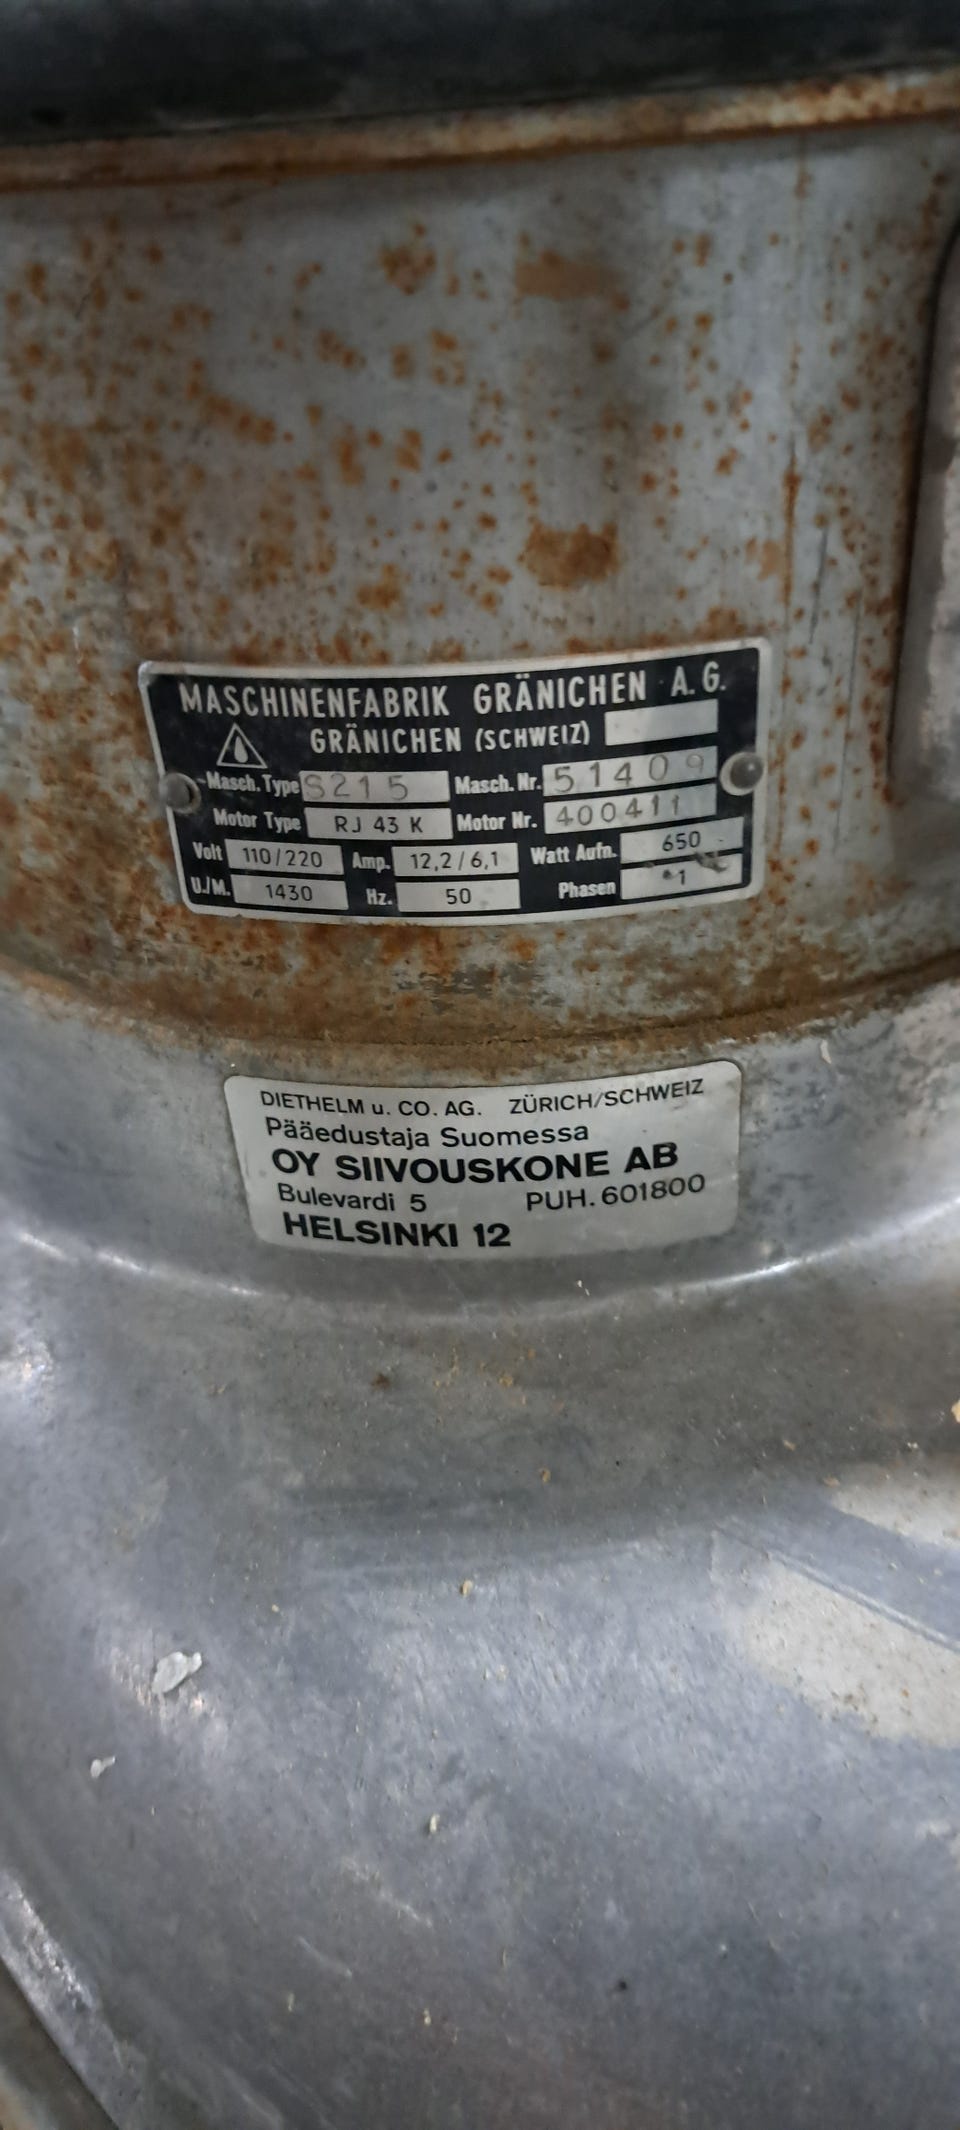 MASCHINENFABRIK GRÄNICHEN A.G.
GRÄNICHEN (SCHWEIZ)
Masch. Type S215 Masch. Nr. 51409
Motor Type RJ 43 K Motor Nr. 400411
Volt 110/220 Amp. 12,2/6,1 Watt Aufn. 650
U./M. 1430 Hz. 50 Phasen 1
DIETHELM u. CO. AG. ZÜRICH/SCHWEIZ
Pääedustaja Suomessa
OY SIIVOUSKONE AB
Bulevardi 5 PUH. 601800
HELSINKI 12